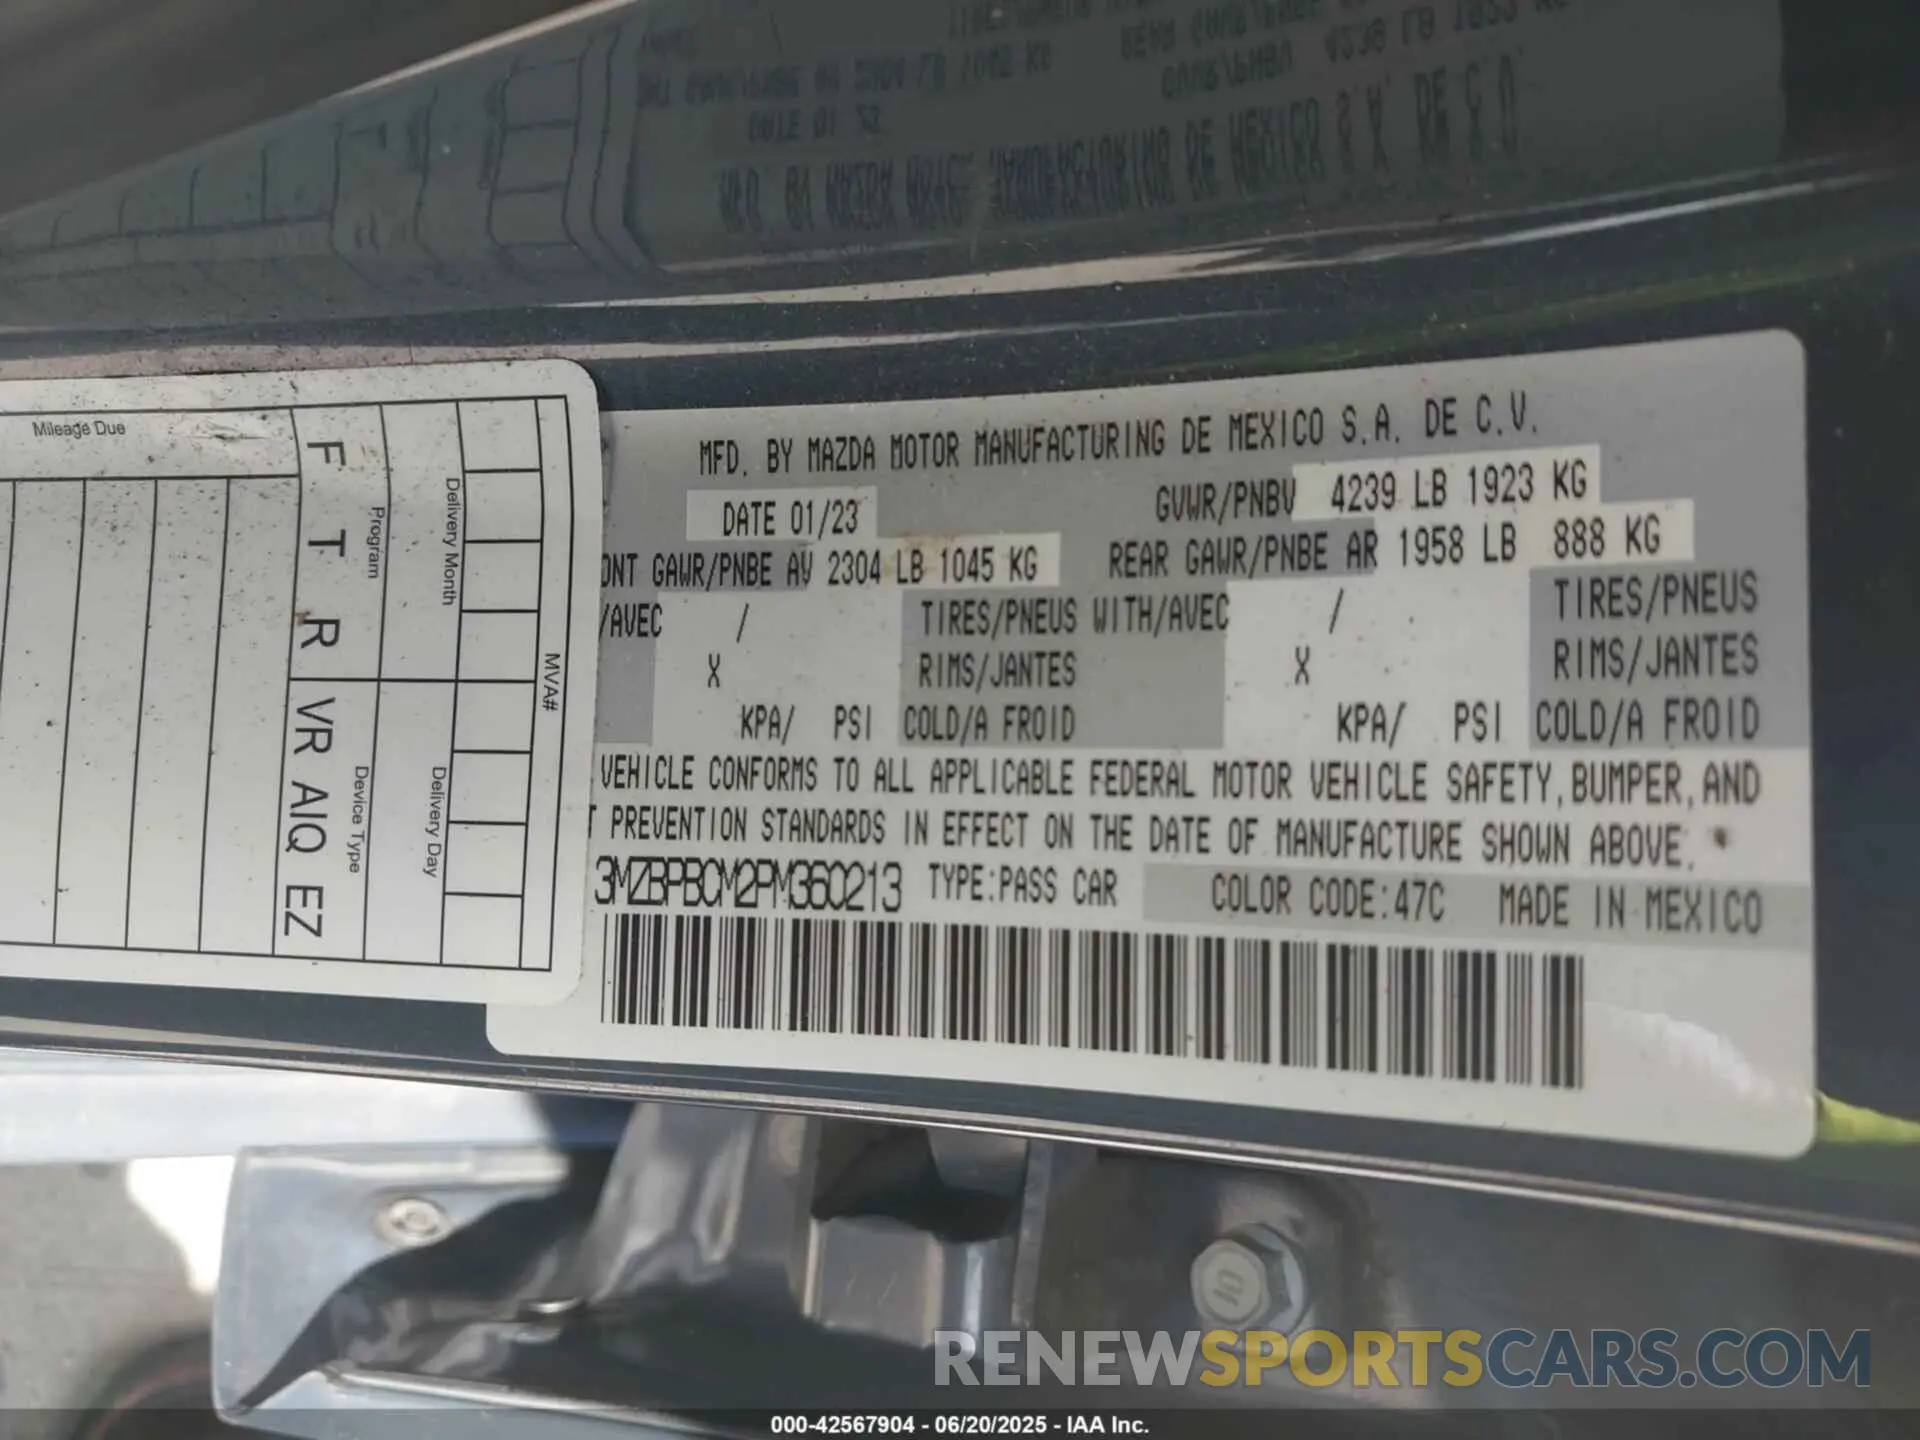 MFD. BY MAZDA MOTOR MANUFACTURING DE MEXICO S.A. DE C.V.
DATE 01/23 GVWR/PNBV 4239 LB 1923 KG
ONT GAWR/PNBE AV 2304 LB 1045 KG REAR GAWR/PNBE AR 1958 LB 888 KG
/AVEC / TIRES/PNEUS WITH/AVEC / TIRES/PNEUS
X RIMS/JANTES X RIMS/JANTES
KPA/ PSI COLD/A FROID KPA/ PSI COLD/A FROID
VEHICLE CONFORMS TO ALL APPLICABLE FEDERAL MOTOR VEHICLE SAFETY, BUMPER, AND
T PREVENTION STANDARDS IN EFFECT ON THE DATE OF MANUFACTURE SHOWN ABOVE.
3MZBPBCM2PM360213 TYPE:PASS CAR COLOR CODE:47C MADE IN MEXICO
MVA#
Delivery Month Delivery Day
Program Device Type
F T R VR AIQ EZ
Mileage Due
10
RENEWSPORTSCARS.COM
000-42567904 - 06/20/2025 - IAA Inc.